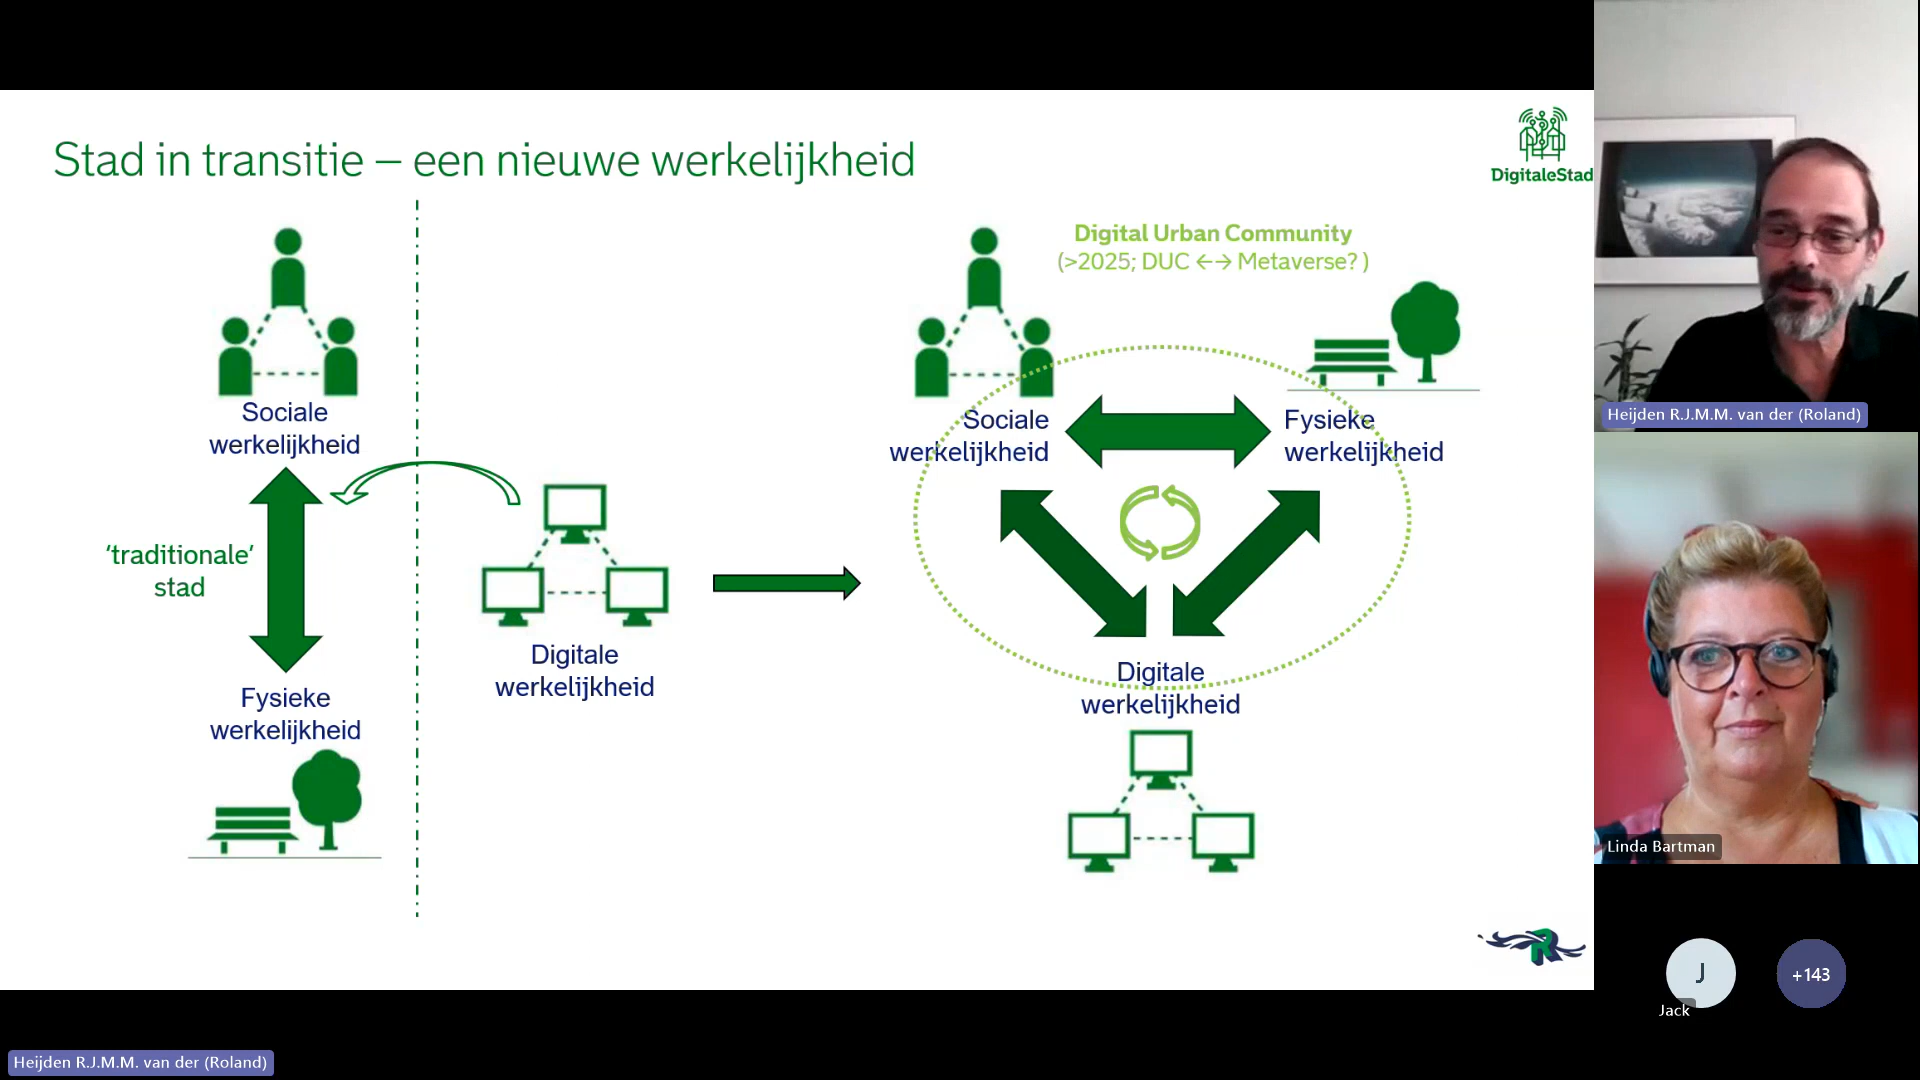 Stad in transitie – een nieuwe werkelijkheid
DigitaleStad
Sociale
werkelijkheid
‘traditionale’
stad
Fysieke
werkelijkheid
Digitale
werkelijkheid
Digital Urban Community
(>2025; DUC ←→ Metaverse? )
Sociale
werkelijkheid
Fysieke
werkelijkheid
Digitale
werkelijkheid
R
Heijden R.J.M.M. van der (Roland)
Linda Bartman
J
Jack
+143
Heijden R.J.M.M. van der (Roland)